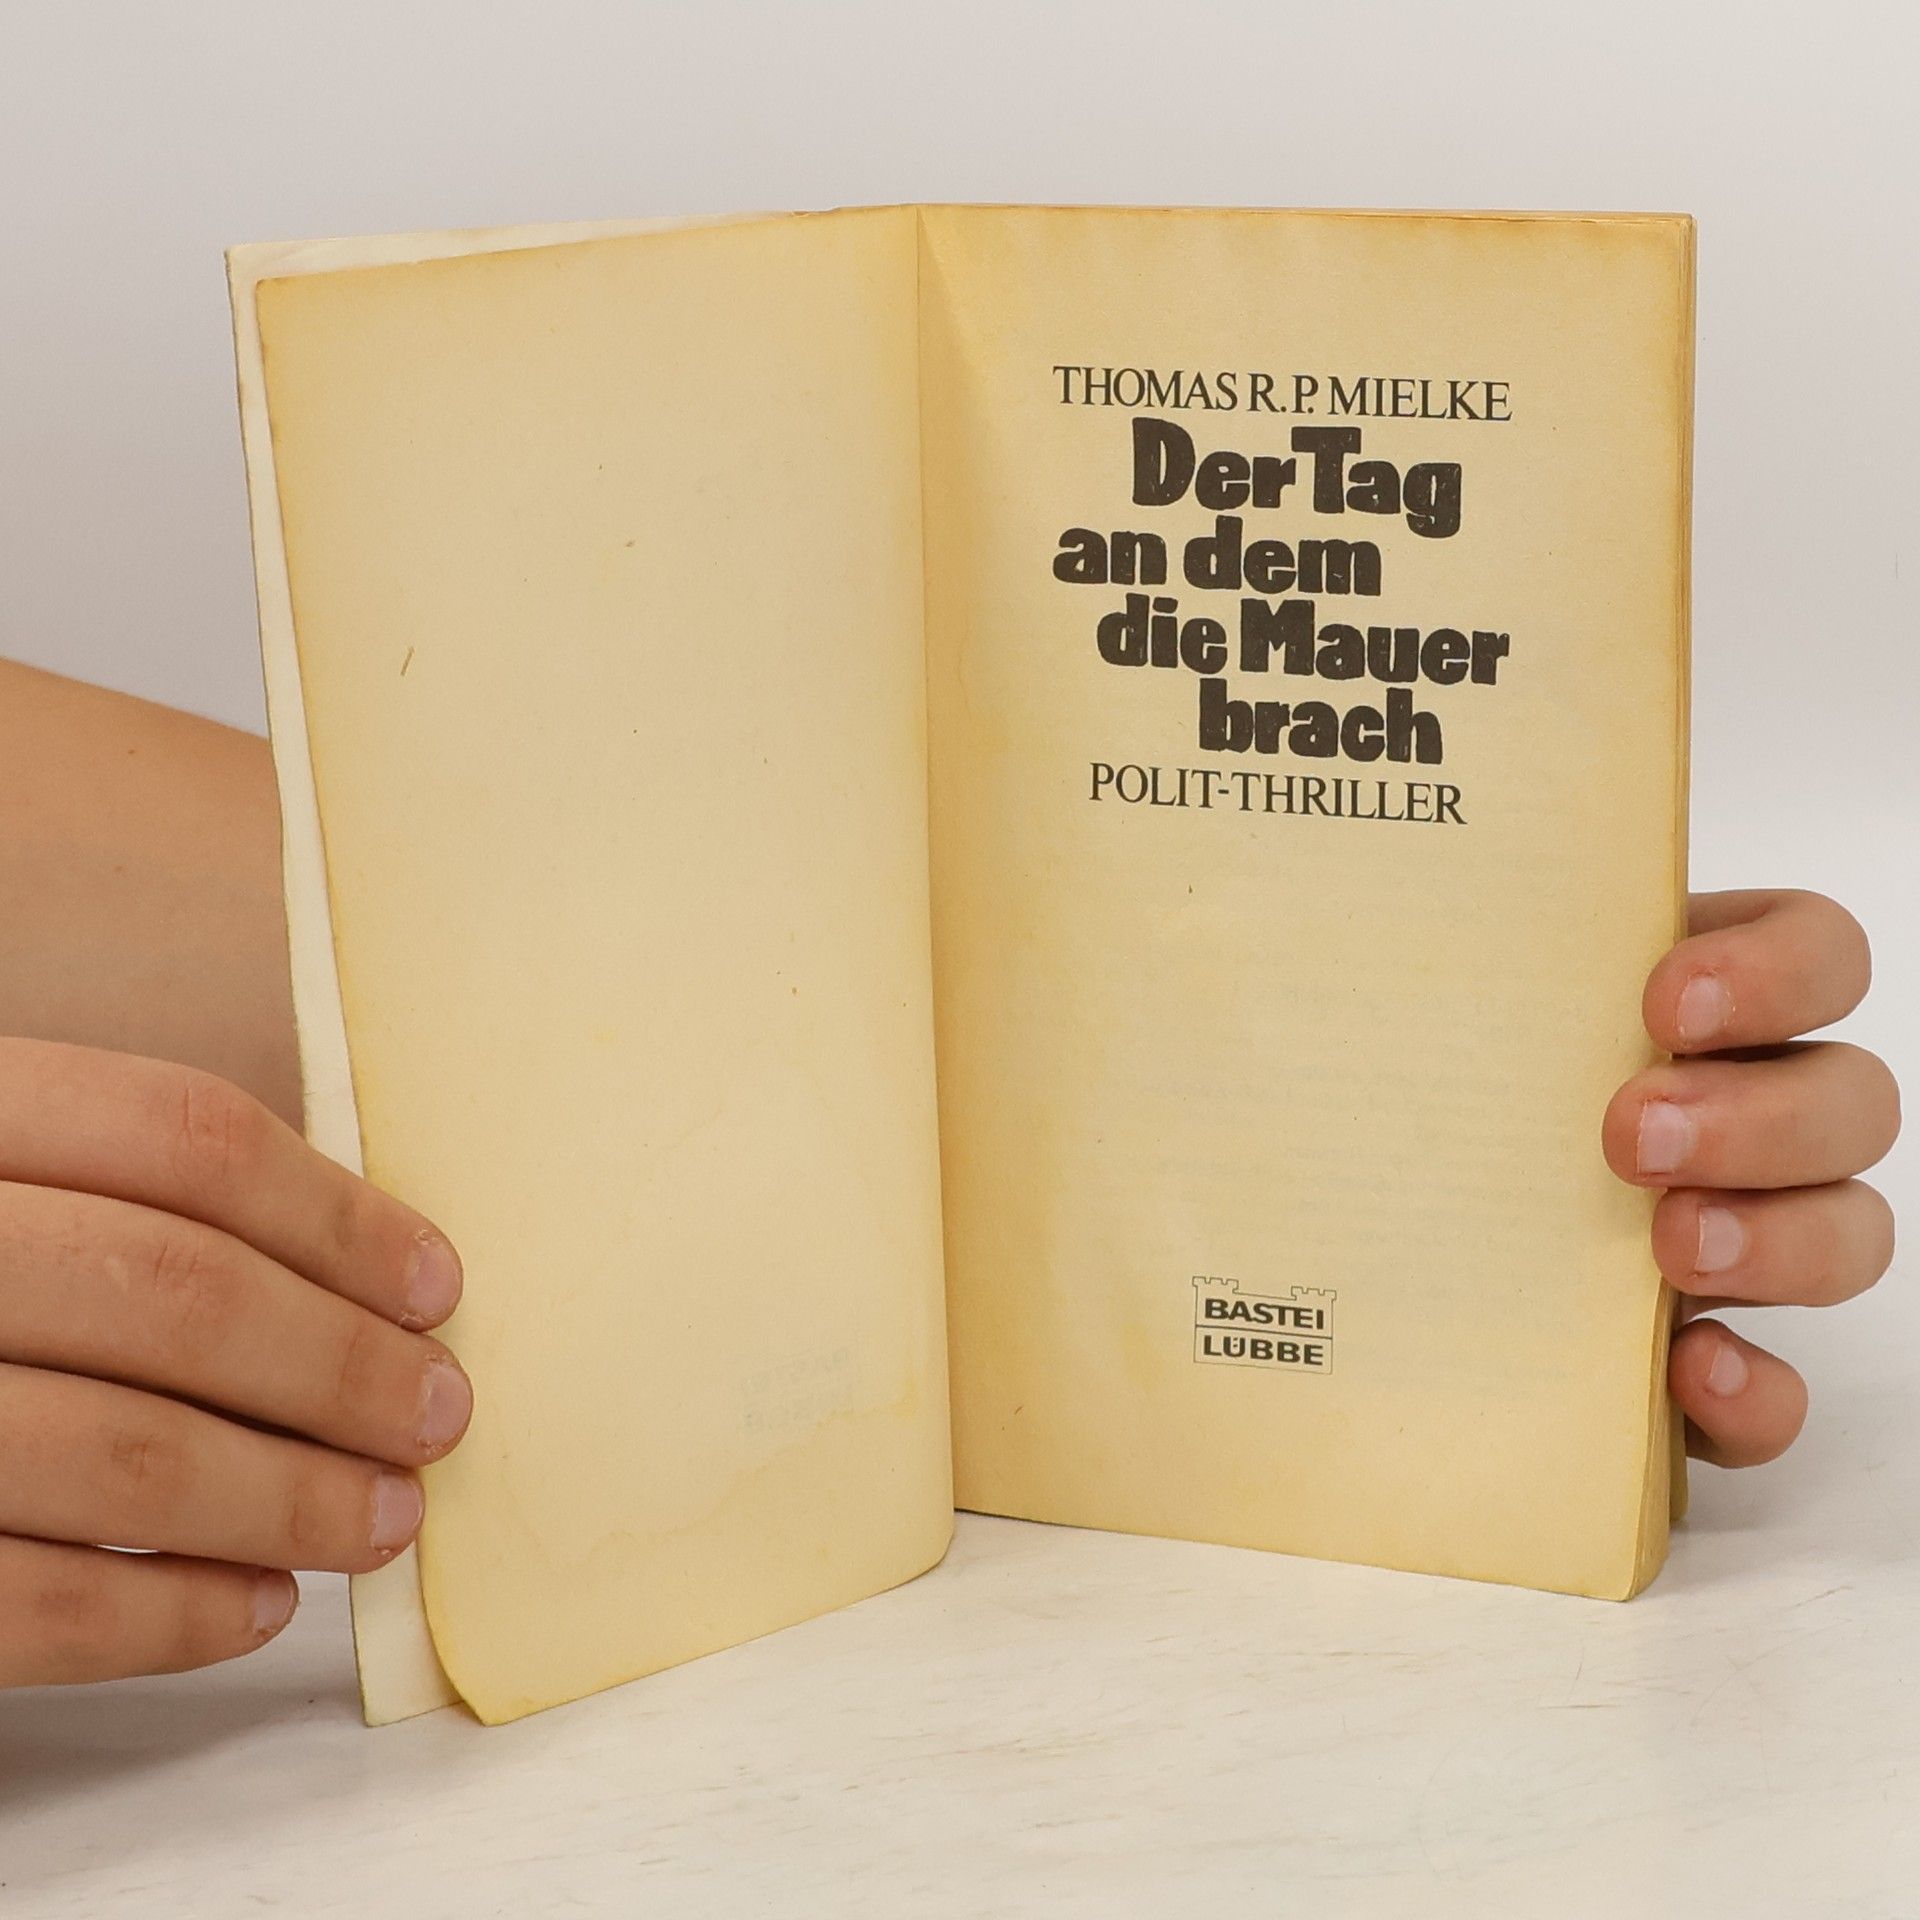 THOMAS R. P. MIELKE
Der Tag
an dem
die Mauer
brach
POLIT-THRILLER
BASTEI
LÜBBE